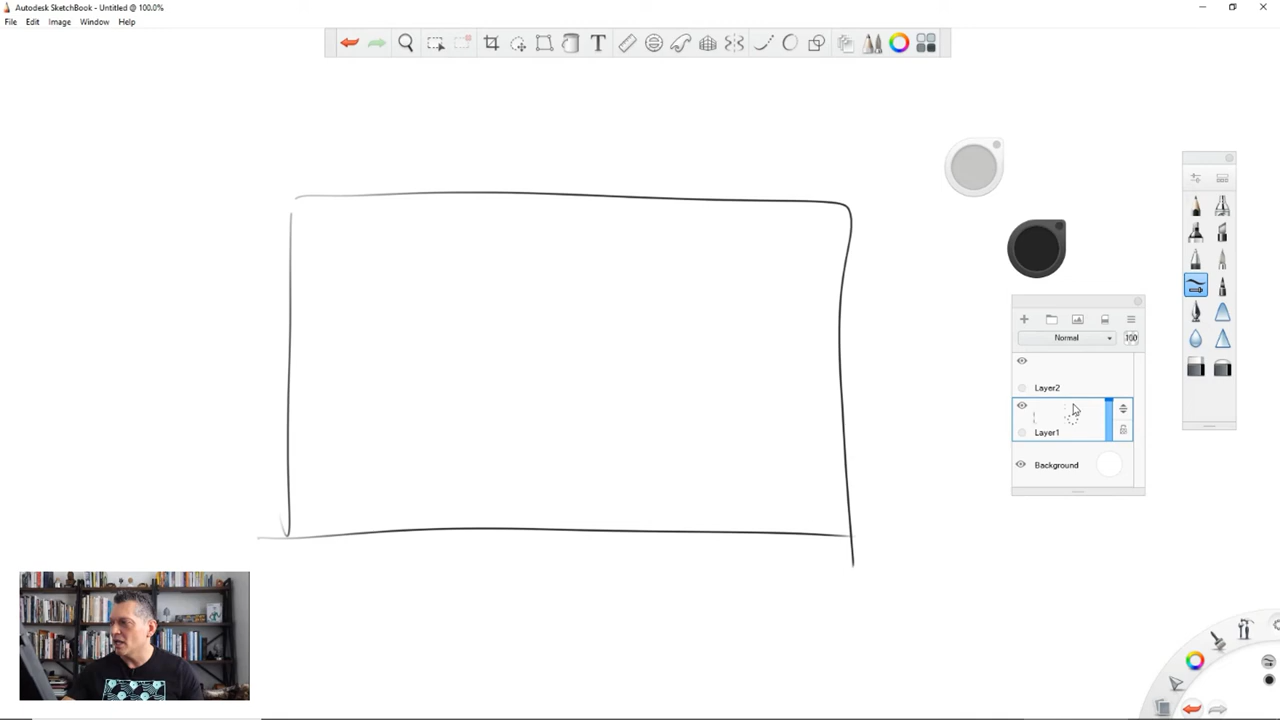 Autodesk SketchBook - Untitled @ 100.0%
File Edit Image Window Help
T
Normal 100
Layer2
Layer1
Background